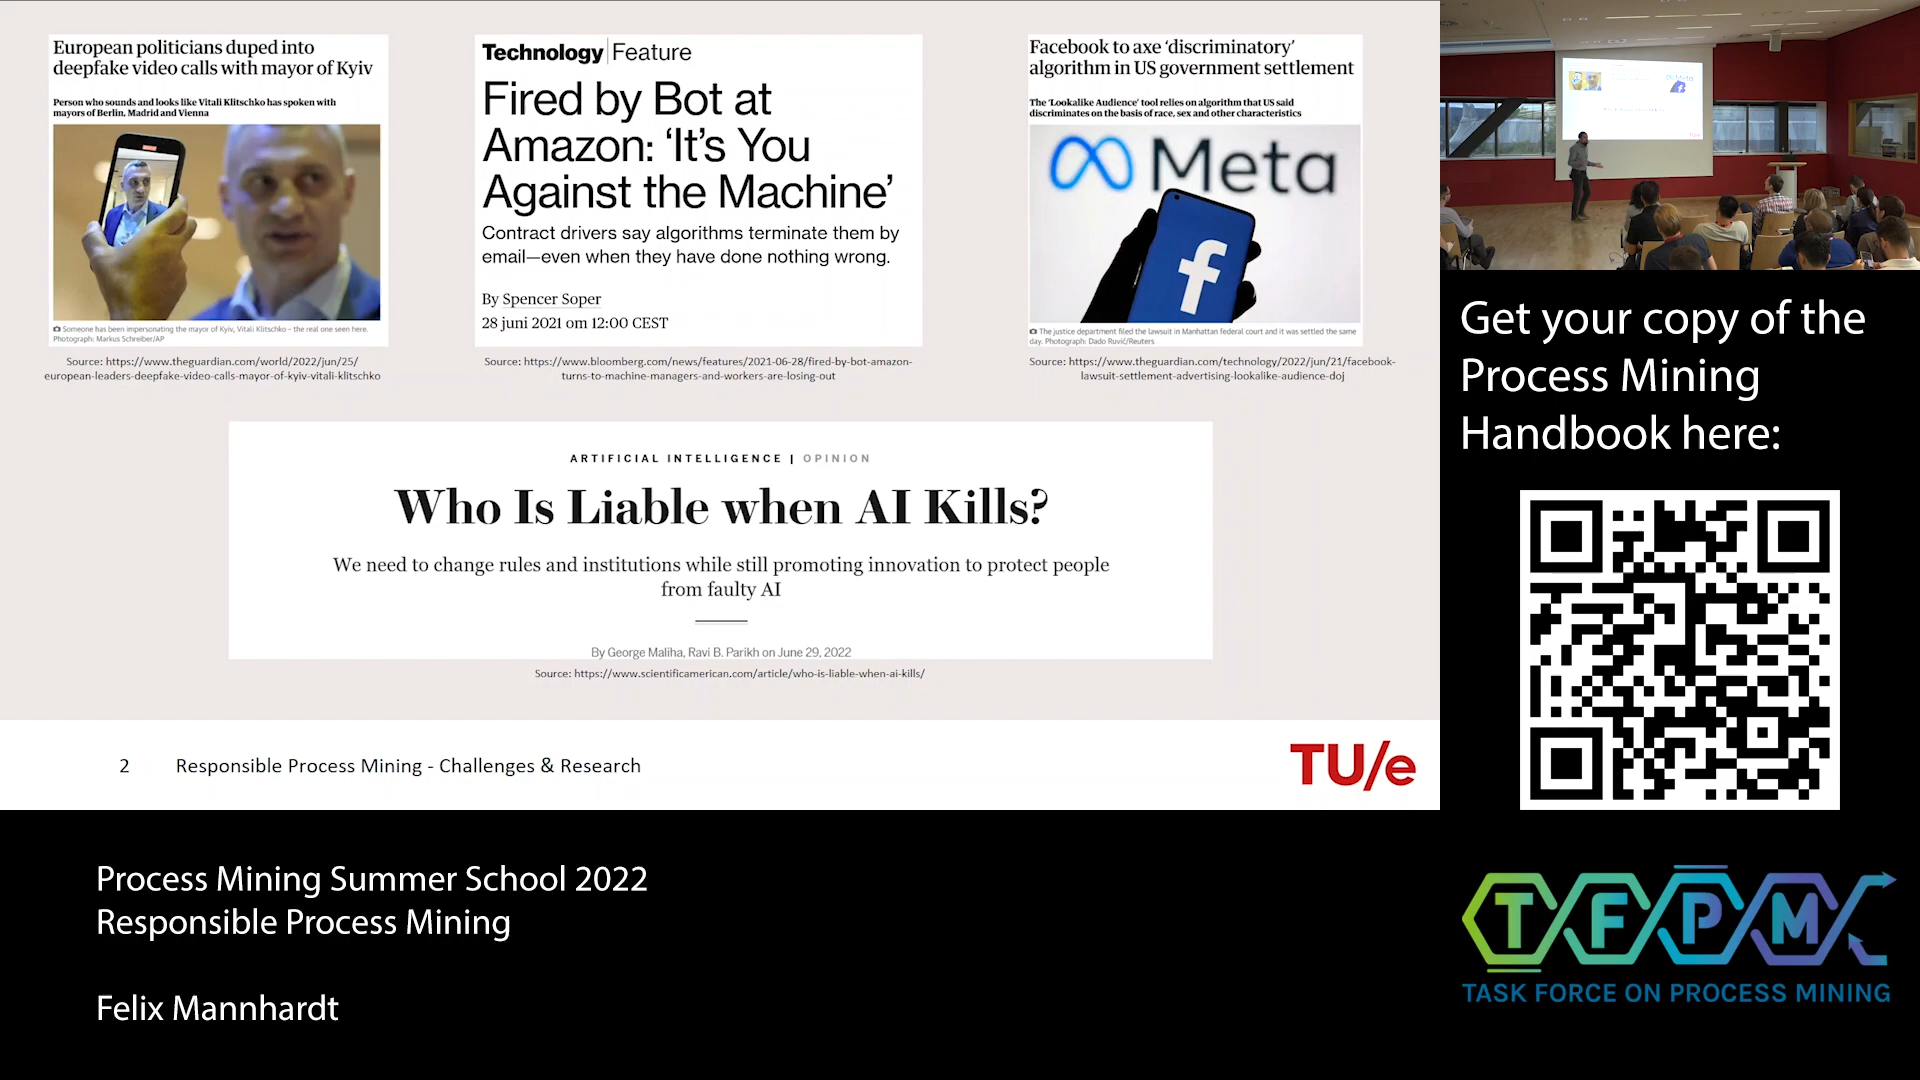 European politicians duped into
deepfake video calls with mayor of Kyiv
Person who sounds and looks like Vitali Klitschko has spoken with
mayors of Berlin, Madrid and Vienna
Someone has been impersonating the mayor of Kyiv, Vitali Klitschko – the real one seen here.
Photograph: Markus Schreiber/AP
Source: https://www.theguardian.com/world/2022/jun/25/
european-leaders-deepfake-video-calls-mayor-of-kyiv-vitali-klitschko
Technology | Feature
Fired by Bot at
Amazon: ‘It’s You
Against the Machine’
Contract drivers say algorithms terminate them by
email—even when they have done nothing wrong.
By Spencer Soper
28 juni 2021 om 12:00 CEST
Source: https://www.bloomberg.com/news/features/2021-06-28/fired-by-bot-amazon-
turns-to-machine-managers-and-workers-are-losing-out
Facebook to axe ‘discriminatory’
algorithm in US government settlement
The ‘Lookalike Audience’ tool relies on algorithm that US said
discriminates on the basis of race, sex and other characteristics
Meta
The justice department filed the lawsuit in Manhattan federal court and it was settled the same
day. Photograph: Dado Ruvić/Reuters
Source: https://www.theguardian.com/technology/2022/jun/21/facebook-
lawsuit-settlement-advertising-lookalike-audience-doj
ARTIFICIAL INTELLIGENCE | OPINION
Who Is Liable when AI Kills?
We need to change rules and institutions while still promoting innovation to protect people
from faulty AI
By George Maliha, Ravi B. Parikh on June 29, 2022
Source: https://www.scientificamerican.com/article/who-is-liable-when-ai-kills/
2 Responsible Process Mining - Challenges & Research
TU/e
Meta
Get your copy of the
Process Mining
Handbook here:
Process Mining Summer School 2022
Responsible Process Mining
Felix Mannhardt
TFPM
TASK FORCE ON PROCESS MINING